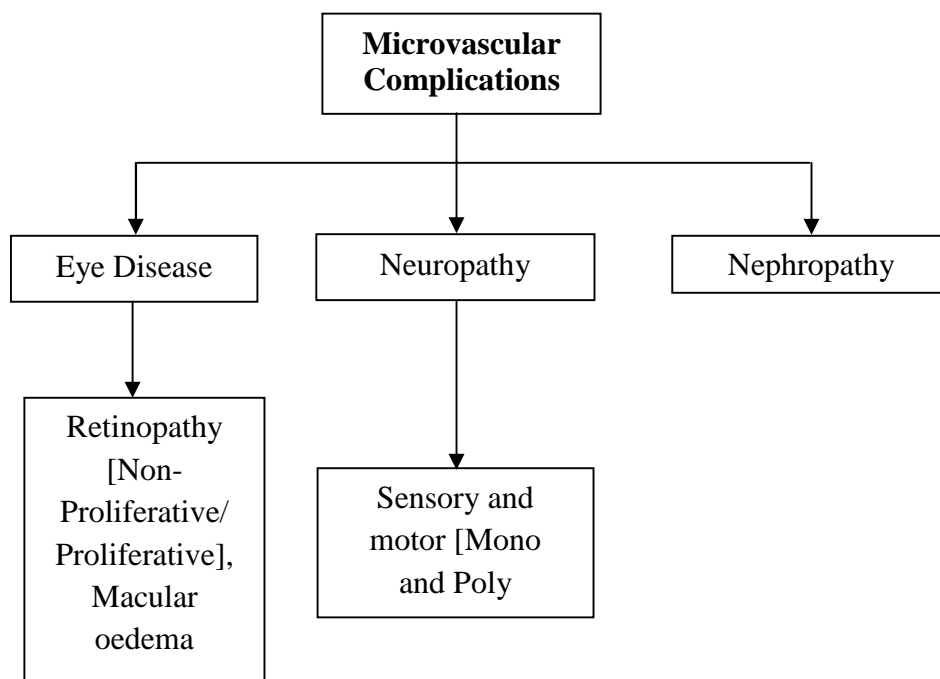 Microvascular
Complications
Eye Disease
Neuropathy
Nephropathy
Retinopathy
[Non-
Proliferative/
Proliferative],
Macular
oedema
Sensory and
motor [Mono
and Poly